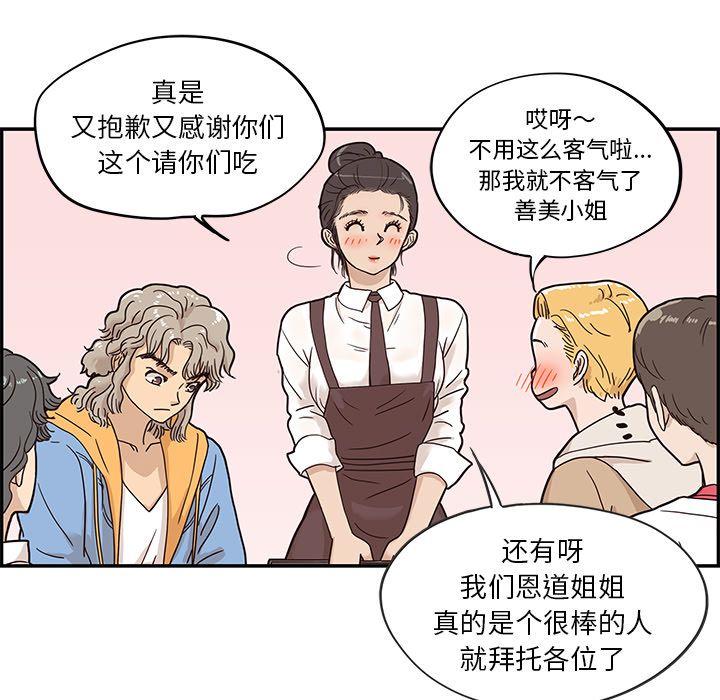 真是
又抱歉又感谢你们
这个请你们吃
哎呀~
不用这么客气啦...
那我就不客气了
善美小姐
还有呀
我们恩道姐姐
真的是个很棒的人
就拜托各位了